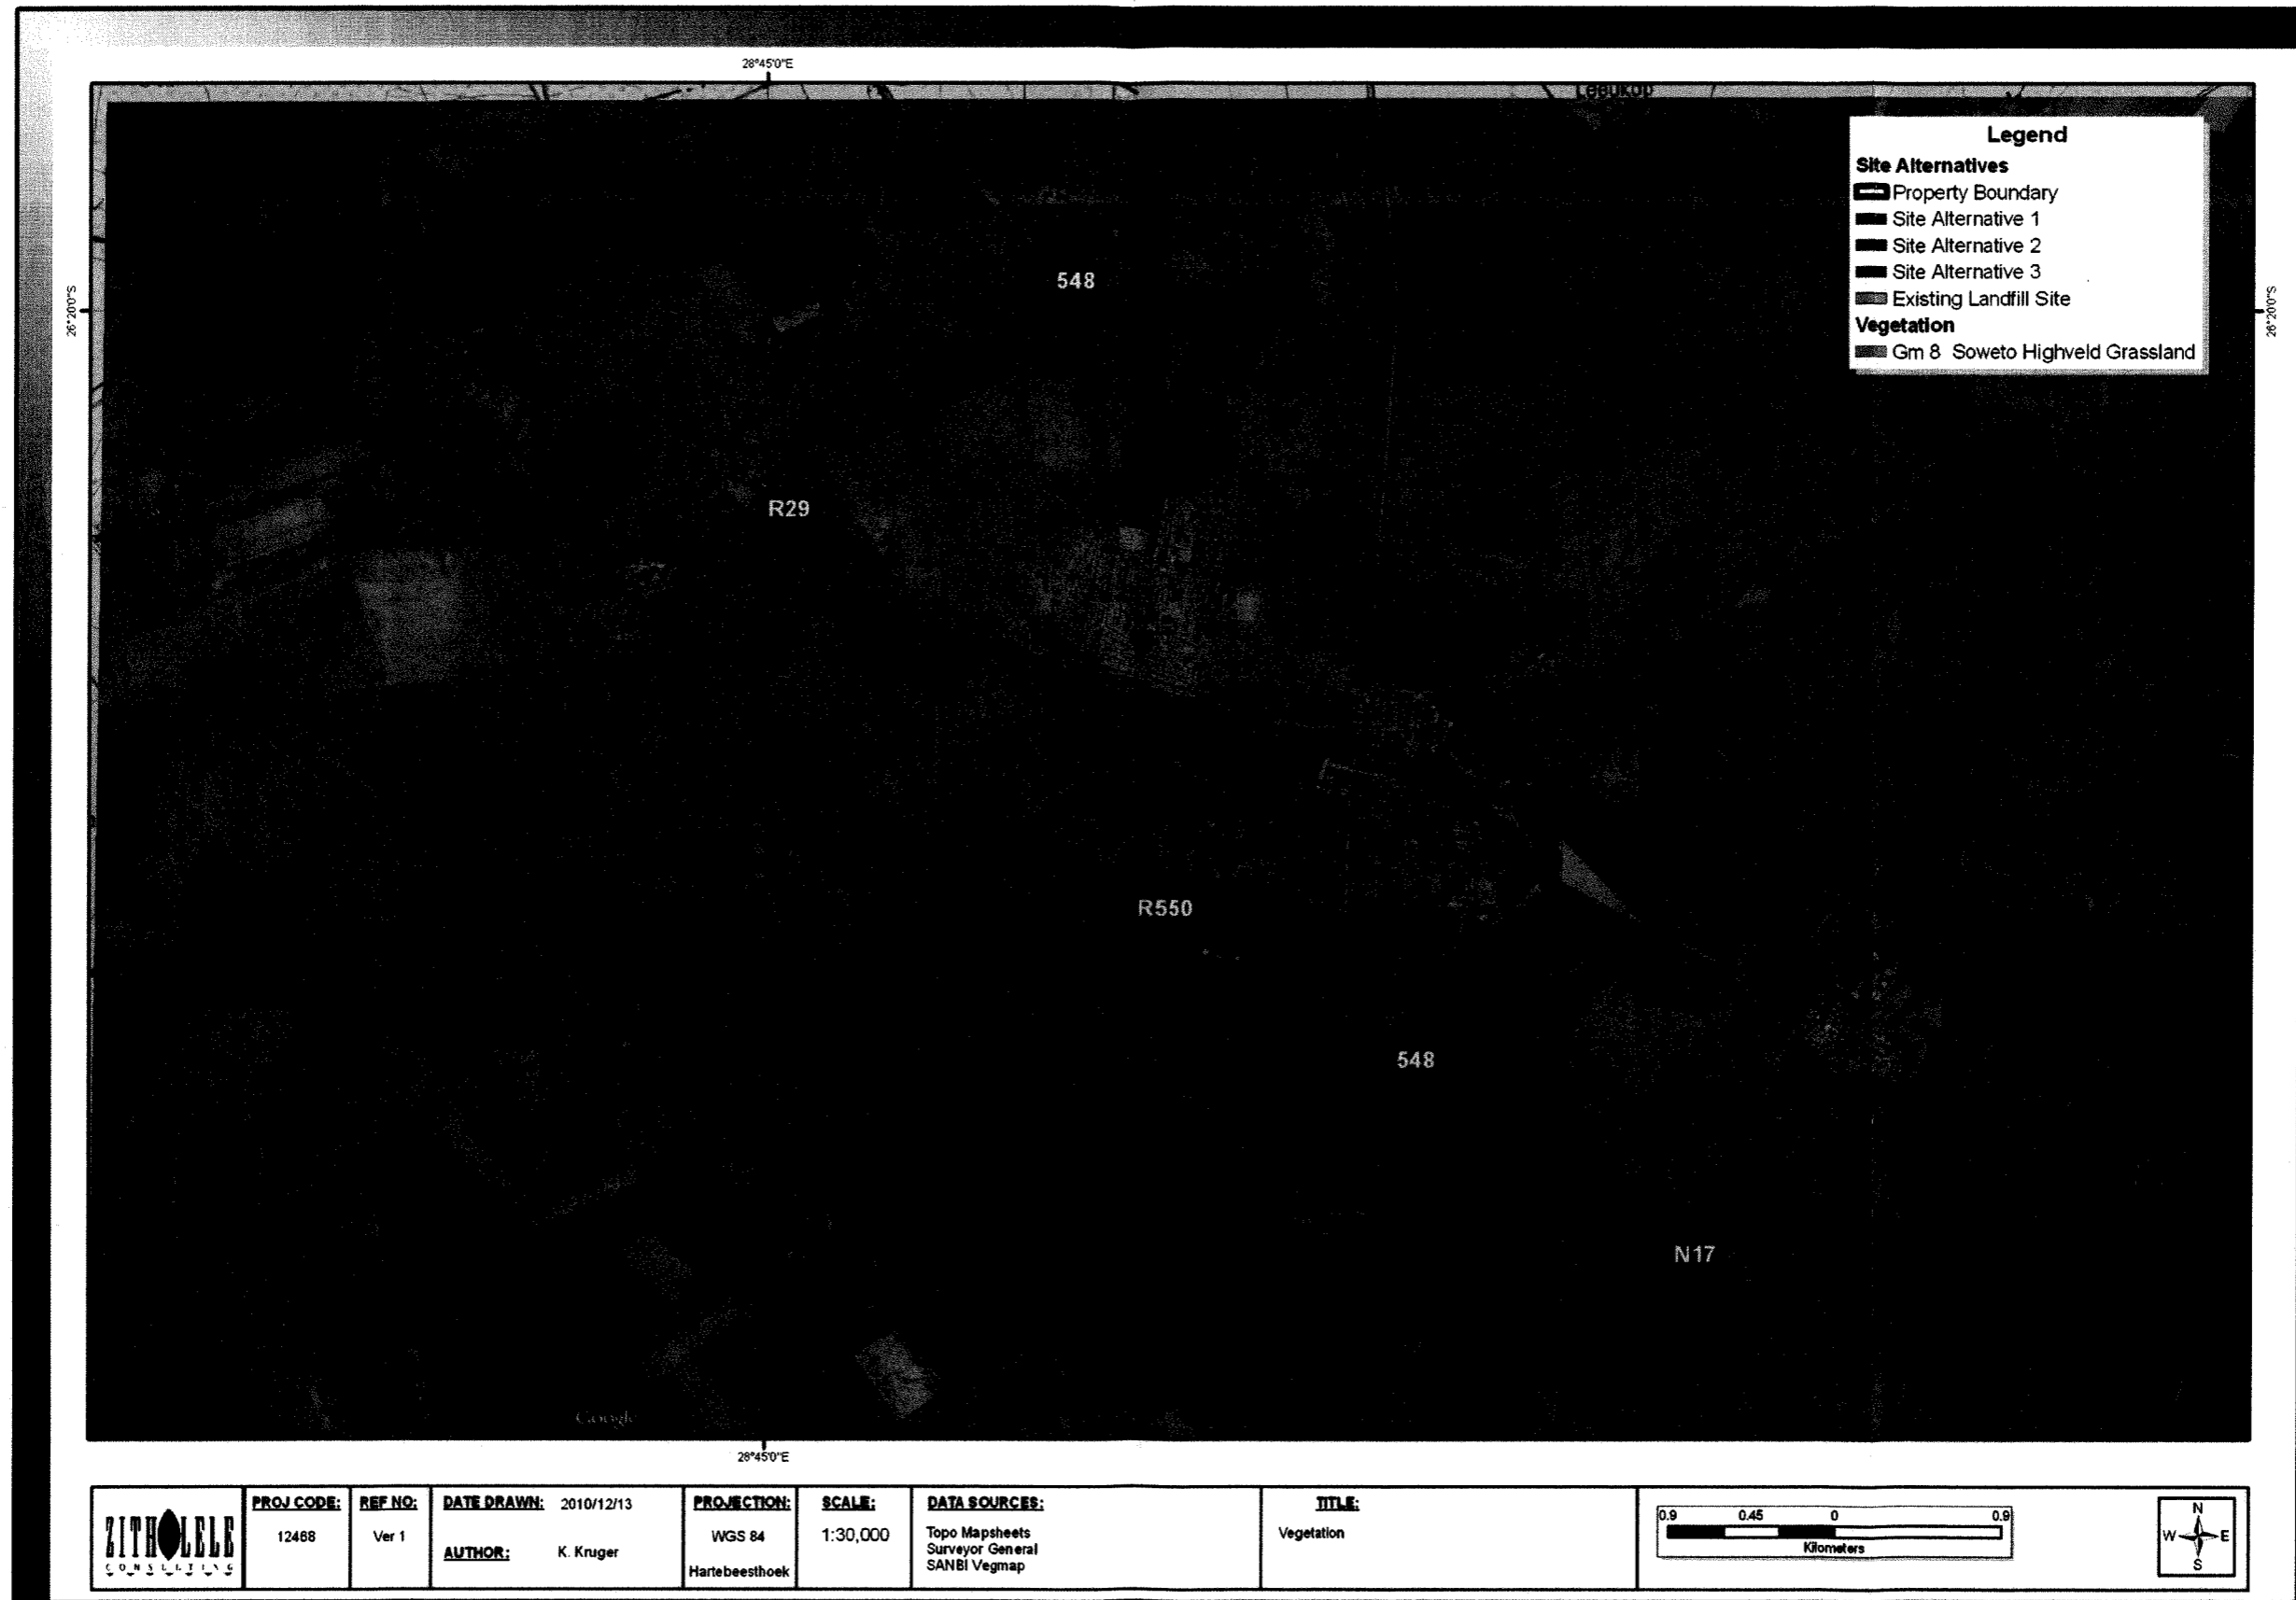 28°45'0"E
Leeukop
Legend
Site Alternatives
Property Boundary
Site Alternative 1
Site Alternative 2
Site Alternative 3
Existing Landfill Site
Vegetation
Gm 8 Soweto Highveld Grassland
26°20'0"S
26°20'0"S
548
R29
R550
548
N17
Google
28°45'0"E
ZITHOLELE
CONSULTING
PROJ CODE:
12468
REF NO:
Ver 1
DATE DRAWN: 2010/12/13
AUTHOR: K. Kruger
PROJECTION:
WGS 84
Hartebeesthoek
SCALE:
1:30,000
DATA SOURCES:
Topo Mapsheets
Surveyor General
SANBI Vegmap
TITLE:
Vegetation
0.9 0.45 0 0.9
Kilometers
N
W E
S